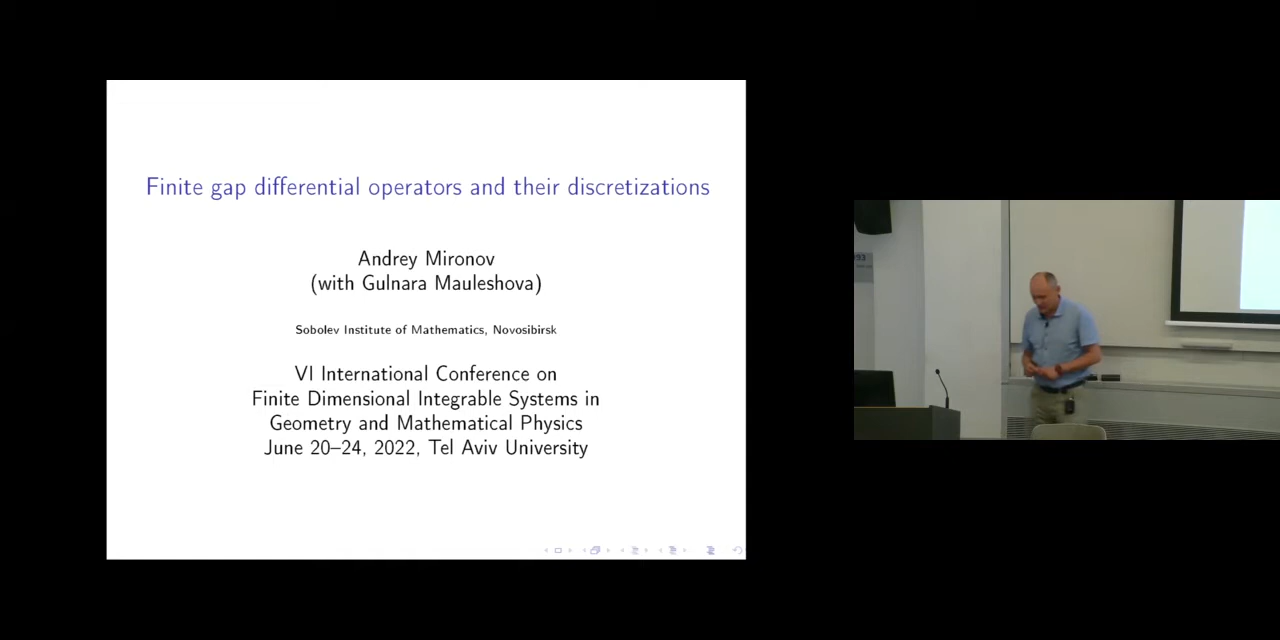 Finite gap differential operators and their discretizations
Andrey Mironov
(with Gulnara Mauleshova)
Sobolev Institute of Mathematics, Novosibirsk
VI International Conference on
Finite Dimensional Integrable Systems in
Geometry and Mathematical Physics
June 20–24, 2022, Tel Aviv University